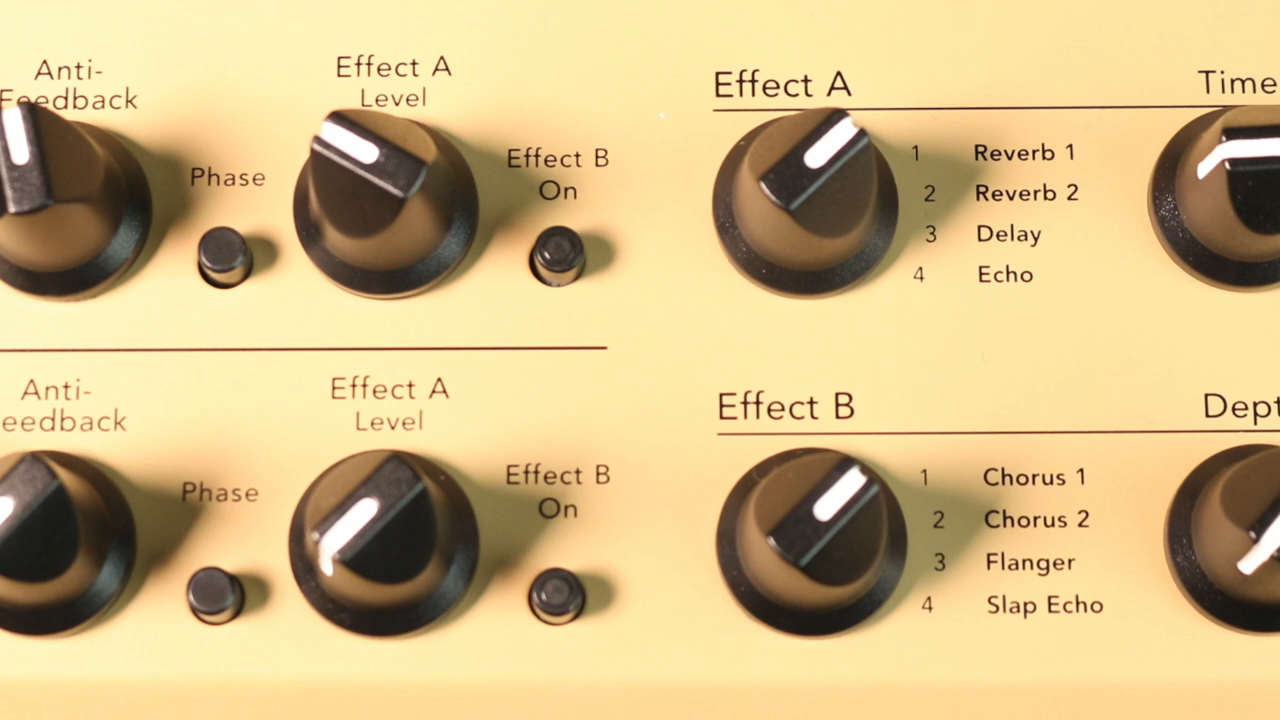 Anti-
Feedback
Phase
Effect A
Level
Effect B
On
Effect A
Time
1 Reverb 1
2 Reverb 2
3 Delay
4 Echo
Anti-
eedback
Phase
Effect A
Level
Effect B
On
Effect B
Dept
1 Chorus 1
2 Chorus 2
3 Flanger
4 Slap Echo